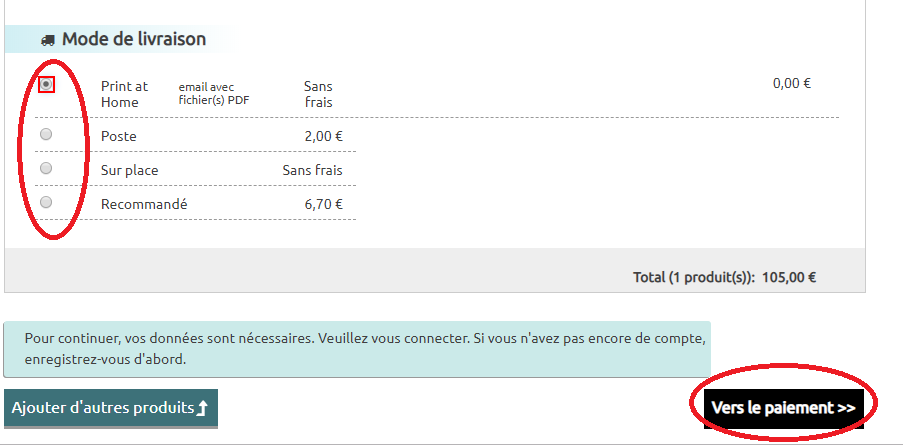 Mode de livraison
Print at Home email avec fichier(s) PDF Sans frais 0,00 €
Poste 2,00 €
Sur place Sans frais
Recommandé 6,70 €
Total (1 produit(s)): 105,00 €
Pour continuer, vos données sont nécessaires. Veuillez vous connecter. Si vous n'avez pas encore de compte,
enregistrez-vous d'abord.
Ajouter d'autres produits Vers le paiement >>